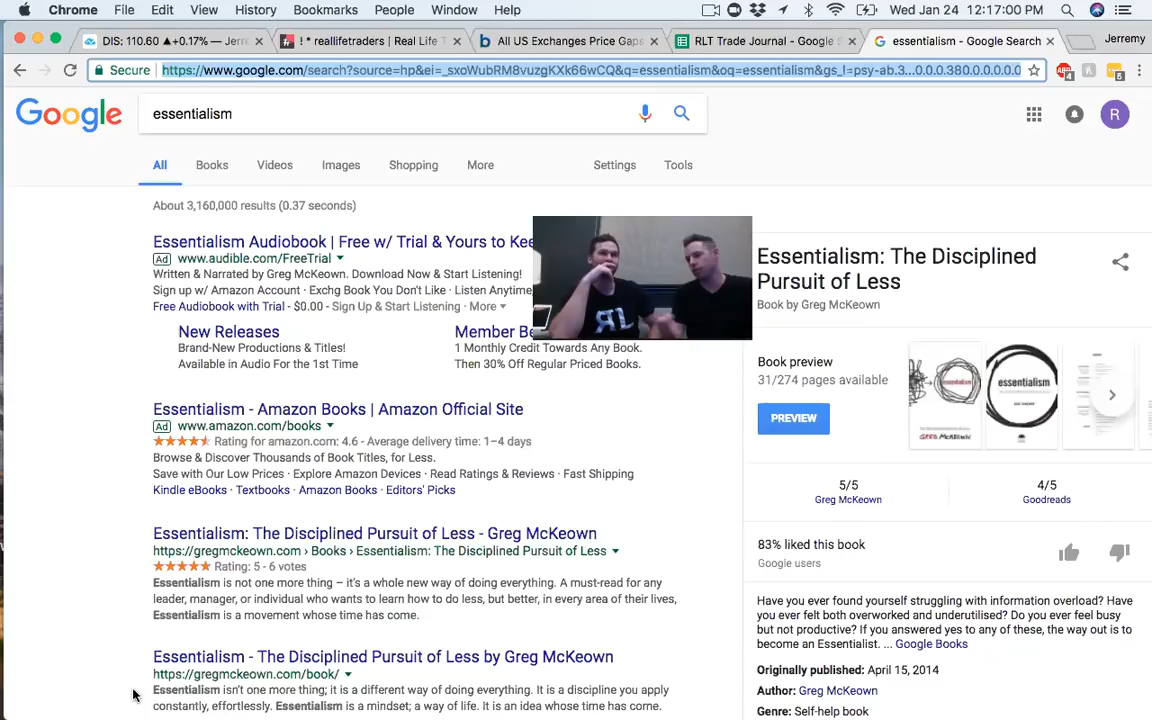 Chrome File Edit View History Bookmarks People Window Help Wed Jan 24 12:17:00 PM
DIS: 110.60 ▲+0.17% — Jerre × ! * reallifetraders | Real Life T × All US Exchanges Price Gaps × RLT Trade Journal - Google S × essentialism - Google Search × Jerremy
Secure https://www.google.com/search?source=hp&ei=_sxoWubRM8vuzgKXk66wCQ&q=essentialism&oq=essentialism&gs_l=psy-ab.3...0.0.0.380.0.0.0.0.0 4 5
Google essentialism R
All Books Videos Images Shopping More Settings Tools
About 3,160,000 results (0.37 seconds)
Essentialism Audiobook | Free w/ Trial & Yours to Kee
Ad www.audible.com/FreeTrial
Written & Narrated by Greg McKeown. Download Now & Start Listening!
Sign up w/ Amazon Account · Exchg Book You Don't Like · Listen Anytime,
Free Audiobook with Trial - $0.00 - Sign Up & Start Listening · More
New Releases
Brand-New Productions & Titles!
Available in Audio For the 1st Time
Member Be
1 Monthly Credit Towards Any Book.
Then 30% Off Regular Priced Books.
RL
Essentialism - Amazon Books | Amazon Official Site
Ad www.amazon.com/books
Rating for amazon.com: 4.6 - Average delivery time: 1–4 days
Browse & Discover Thousands of Book Titles, for Less.
Save with Our Low Prices · Explore Amazon Devices · Read Ratings & Reviews · Fast Shipping
Kindle eBooks · Textbooks · Amazon Books · Editors' Picks
Essentialism: The Disciplined Pursuit of Less - Greg McKeown
https://gregmckeown.com › Books › Essentialism: The Disciplined Pursuit of Less
Rating: 5 - 6 votes
Essentialism is not one more thing – it's a whole new way of doing everything. A must-read for any
leader, manager, or individual who wants to learn how to do less, but better, in every area of their lives,
Essentialism is a movement whose time has come.
Essentialism - The Disciplined Pursuit of Less by Greg McKeown
https://gregmckeown.com/book/
Essentialism isn't one more thing; it is a different way of doing everything. It is a discipline you apply
constantly, effortlessly. Essentialism is a mindset; a way of life. It is an idea whose time has come.
Essentialism: The Disciplined
Pursuit of Less
Book by Greg McKeown
Book preview
31/274 pages available
PREVIEW
essentialism
GREG MCKEOWN
essentialism
5/5
Greg McKeown
4/5
Goodreads
83% liked this book
Google users
Have you ever found yourself struggling with information overload? Have
you ever felt both overworked and underutilised? Do you ever feel busy
but not productive? If you answered yes to any of these, the way out is to
become an Essentialist. ... Google Books
Originally published: April 15, 2014
Author: Greg McKeown
Genre: Self-help book